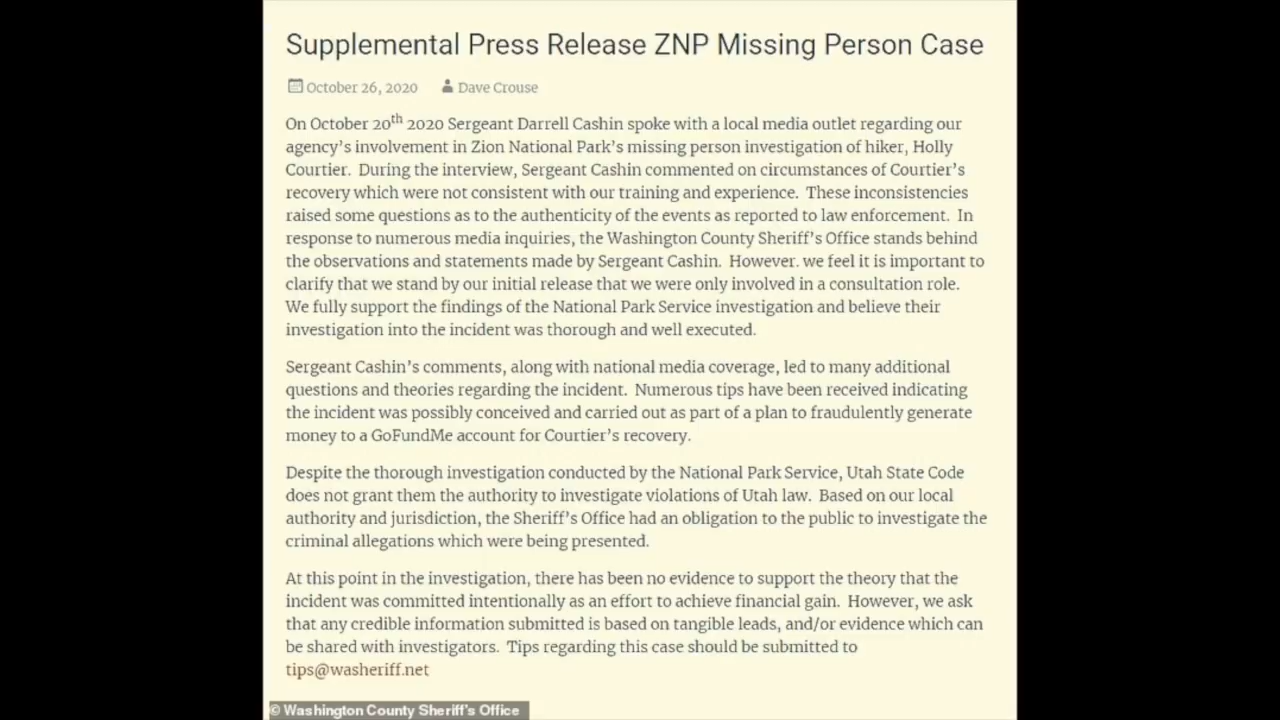 Supplemental Press Release ZNP Missing Person Case
October 26, 2020 Dave Crouse
On October 20th 2020 Sergeant Darrell Cashin spoke with a local media outlet regarding our
agency's involvement in Zion National Park's missing person investigation of hiker, Holly
Courtier. During the interview, Sergeant Cashin commented on circumstances of Courtier's
recovery which were not consistent with our training and experience. These inconsistencies
raised some questions as to the authenticity of the events as reported to law enforcement. In
response to numerous media inquiries, the Washington County Sheriff's Office stands behind
the observations and statements made by Sergeant Cashin. However. we feel it is important to
clarify that we stand by our initial release that we were only involved in a consultation role.
We fully support the findings of the National Park Service investigation and believe their
investigation into the incident was thorough and well executed.
Sergeant Cashin's comments, along with national media coverage, led to many additional
questions and theories regarding the incident. Numerous tips have been received indicating
the incident was possibly conceived and carried out as part of a plan to fraudulently generate
money to a GoFundMe account for Courtier's recovery.
Despite the thorough investigation conducted by the National Park Service, Utah State Code
does not grant them the authority to investigate violations of Utah law. Based on our local
authority and jurisdiction, the Sheriff's Office had an obligation to the public to investigate the
criminal allegations which were being presented.
At this point in the investigation, there has been no evidence to support the theory that the
incident was committed intentionally as an effort to achieve financial gain. However, we ask
that any credible information submitted is based on tangible leads, and/or evidence which can
be shared with investigators. Tips regarding this case should be submitted to
tips@washeriff.net
© Washington County Sheriff's Office